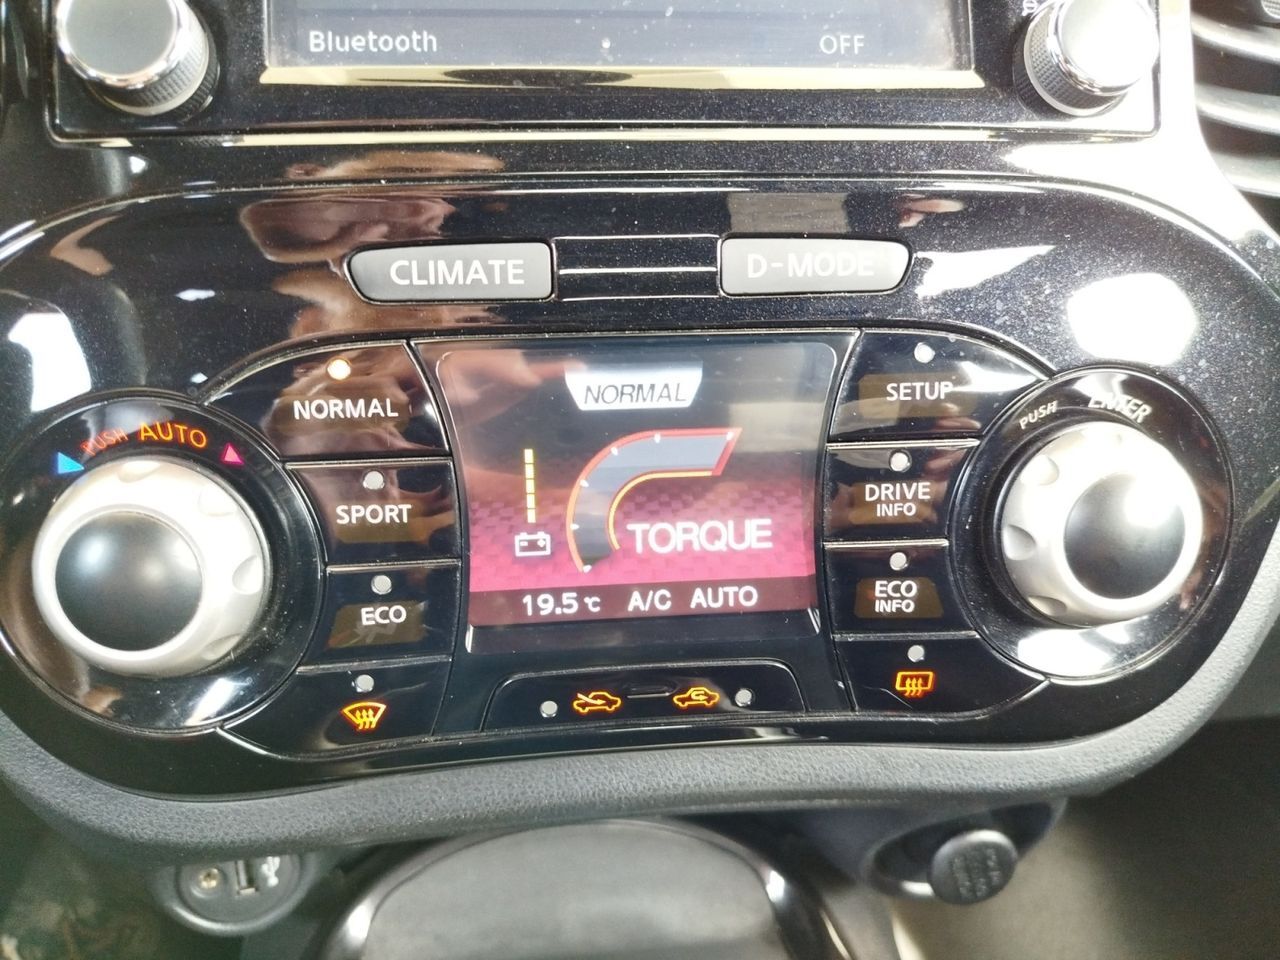 Bluetooth OFF
CLIMATE D-MODE
NORMAL
NORMAL
SETUP
PUSH AUTO
PUSH ENTER
SPORT
DRIVE
INFO
TORQUE
ECO
ECO
INFO
19.5℃ A/C AUTO